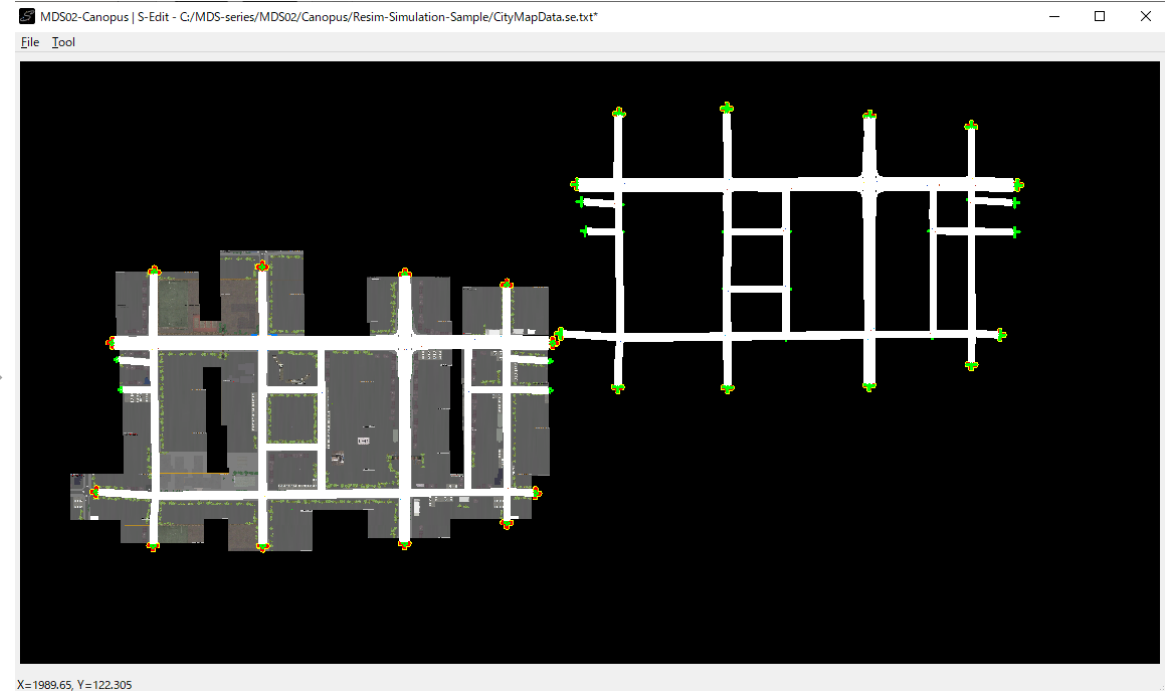 MDS02-Canopus | S-Edit - C:/MDS-series/MDS02/Canopus/Resim-Simulation-Sample/CityMapData.se.txt*
File Tool
X=1989.65, Y=122.305